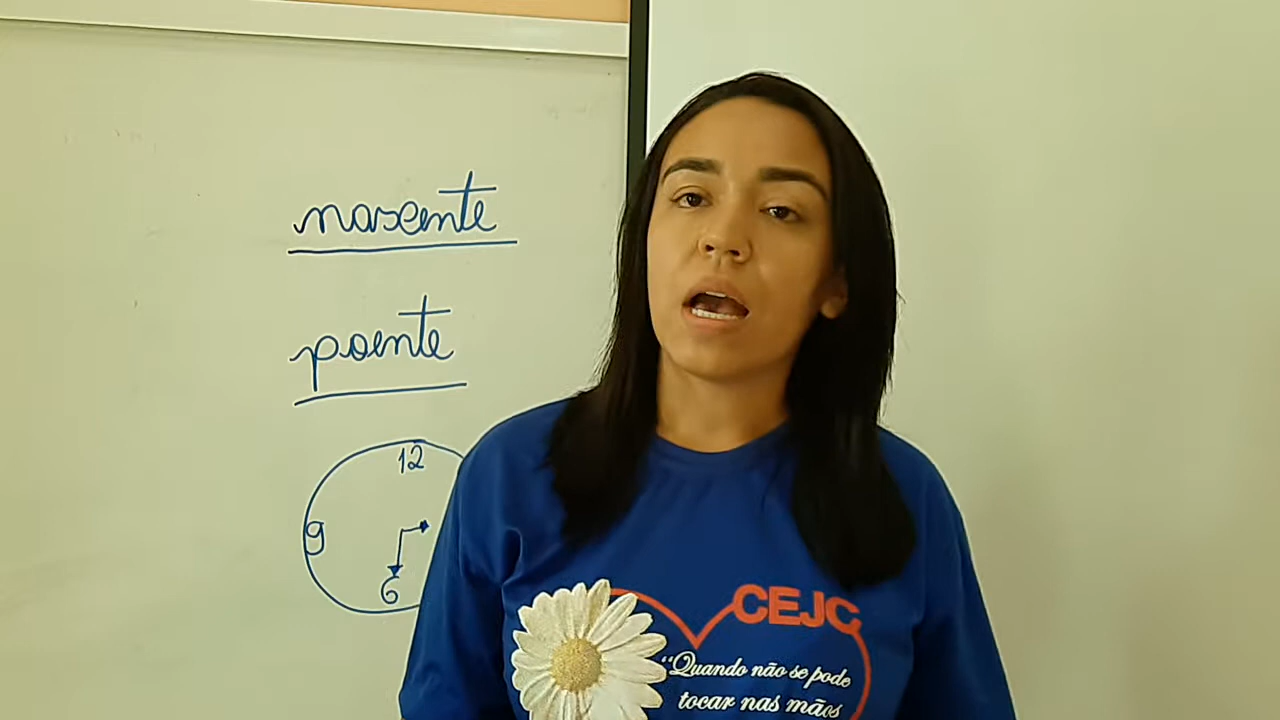 nascente
poente
12
9
6
CEJC
“Quando não se pode
tocar nas mãos